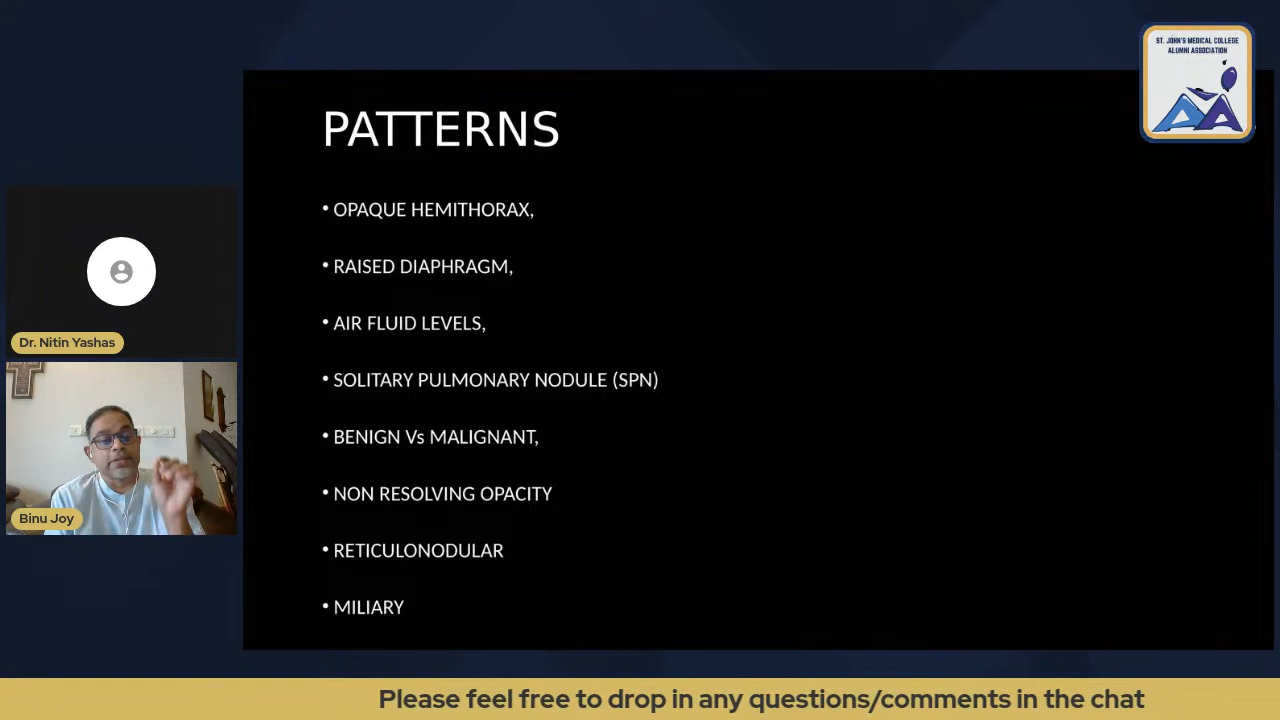 ST. JOHN'S MEDICAL COLLEGE
ALUMNI ASSOCIATION
PATTERNS
• OPAQUE HEMITHORAX,
• RAISED DIAPHRAGM,
• AIR FLUID LEVELS,
• SOLITARY PULMONARY NODULE (SPN)
• BENIGN Vs MALIGNANT,
• NON RESOLVING OPACITY
• RETICULONODULAR
• MILIARY
Dr. Nitin Yashas
Binu Joy
Please feel free to drop in any questions/comments in the chat